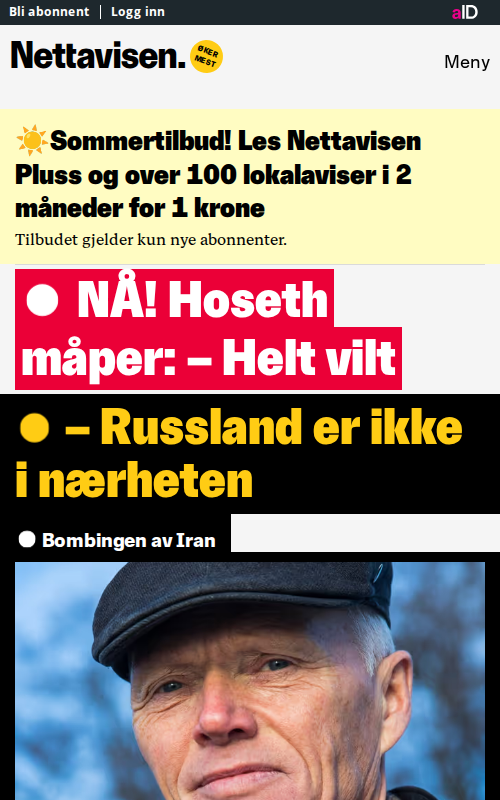 Bli abonnent
Logg inn
aID
Nettavisen.
ØKER
MEST
Meny
Sommertilbud! Les Nettavisen
Pluss og over 100 lokalaviser i 2
måneder for 1 krone
Tilbudet gjelder kun nye abonnenter.
NÅ! Hoseth
måper: – Helt vilt
– Russland er ikke
i nærheten
Bombingen av Iran